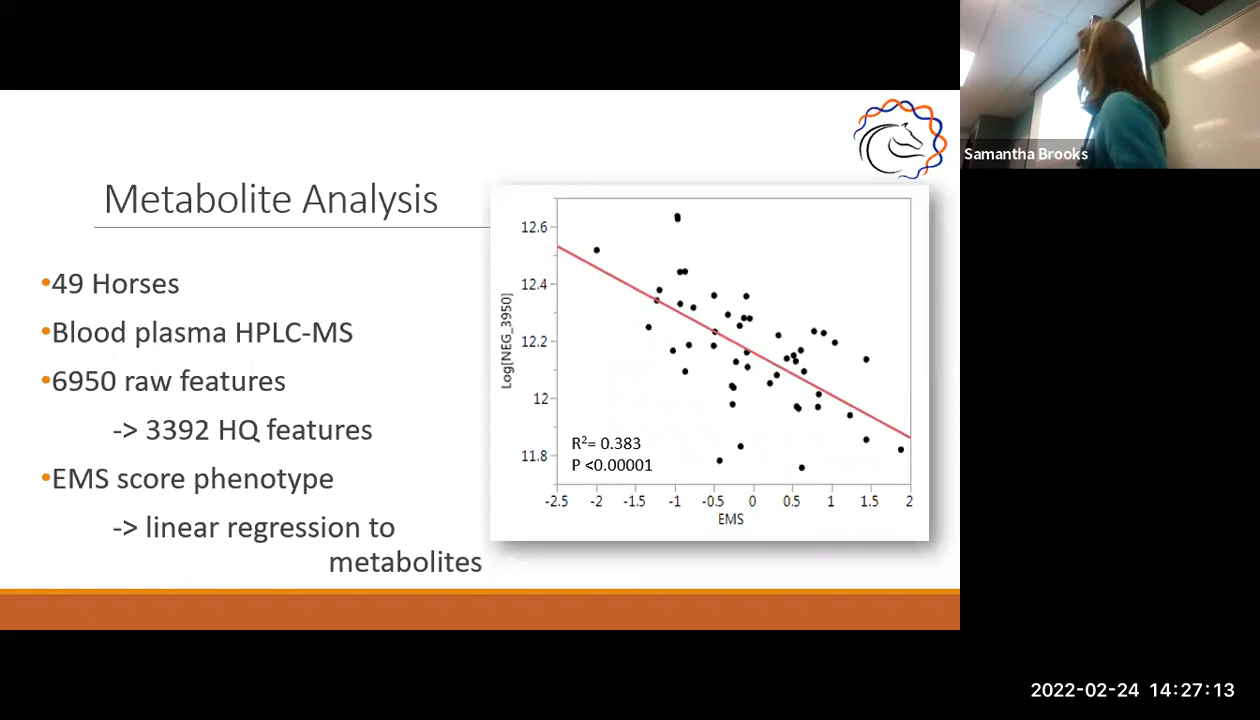 Samantha Brooks
Metabolite Analysis
•49 Horses
•Blood plasma HPLC-MS
•6950 raw features
-> 3392 HQ features
•EMS score phenotype
-> linear regression to
metabolites
Log[NEG_3950]
12.6
12.4
12.2
12
11.8
R²= 0.383
P <0.00001
-2.5 -2 -1.5 -1 -0.5 0 0.5 1 1.5 2
EMS
2022-02-24 14:27:13